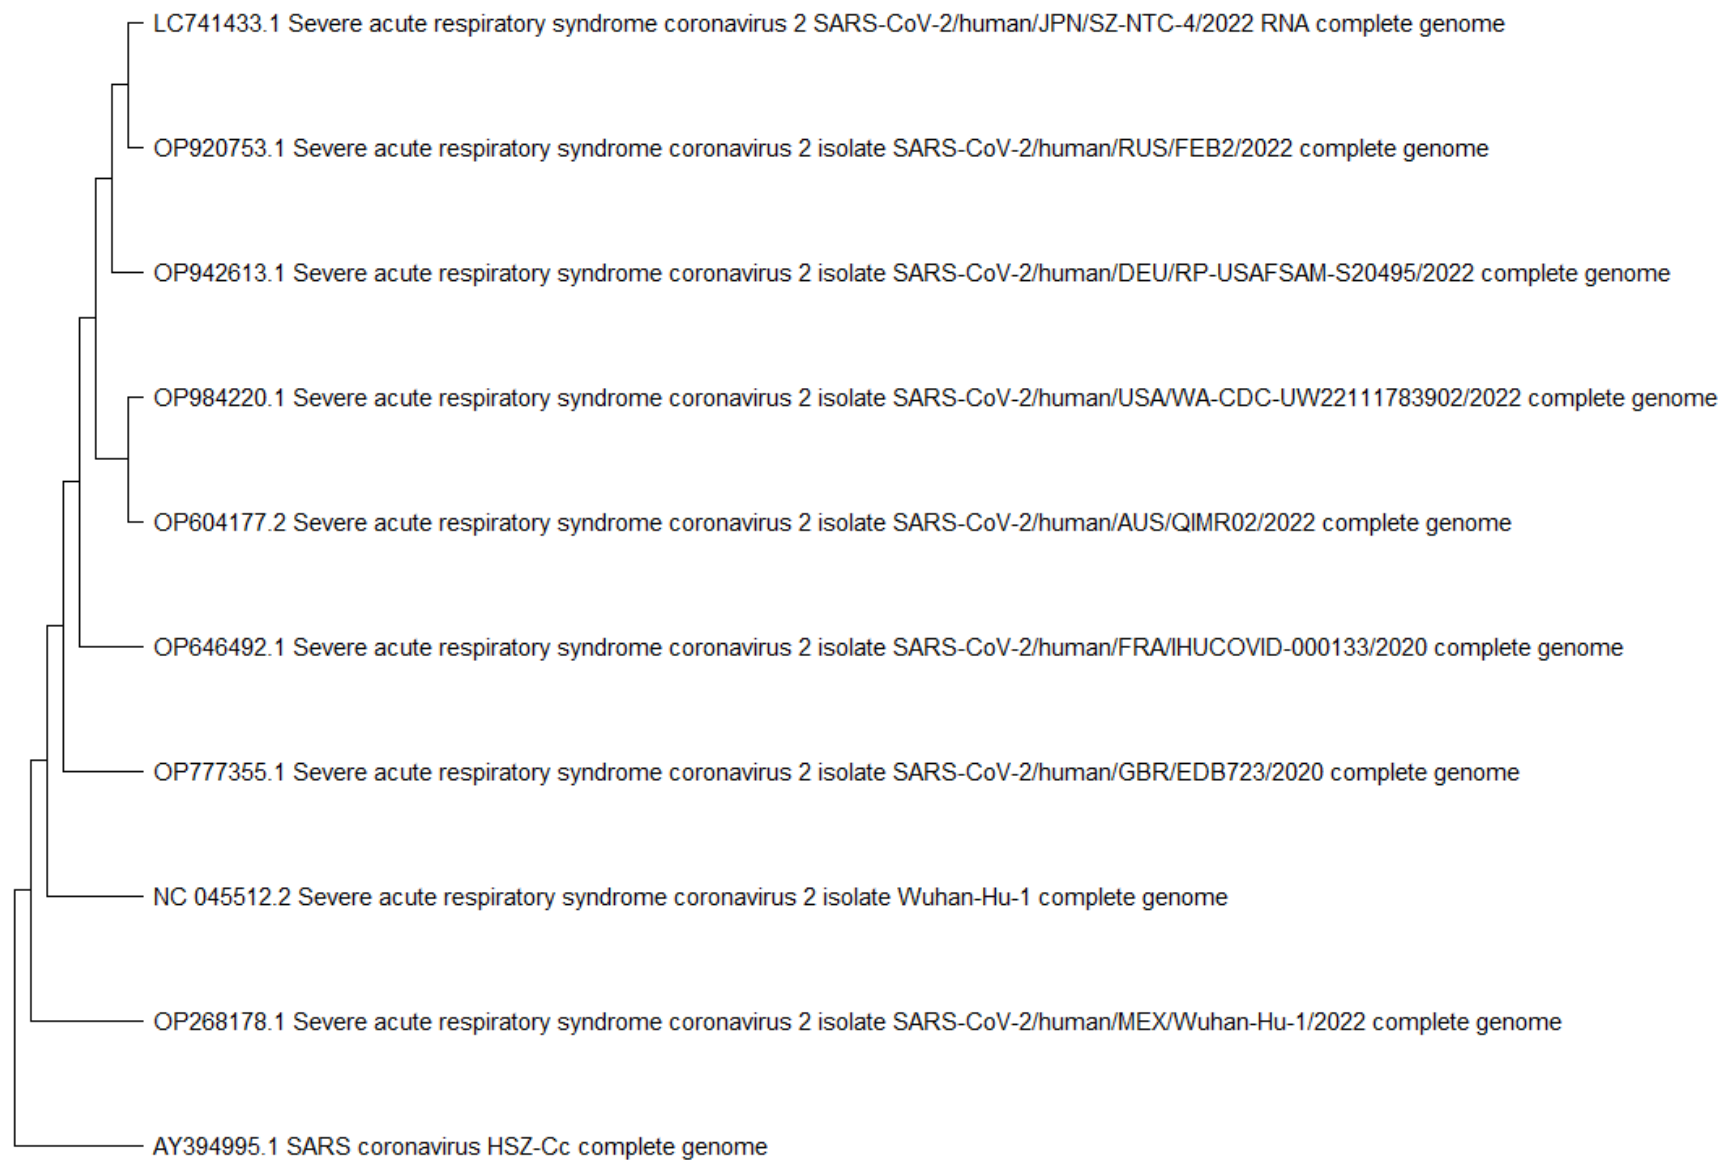 LC741433.1 Severe acute respiratory syndrome coronavirus 2 SARS-CoV-2/human/JPN/SZ-NTC-4/2022 RNA complete genome
OP920753.1 Severe acute respiratory syndrome coronavirus 2 isolate SARS-CoV-2/human/RUS/FEB2/2022 complete genome
OP942613.1 Severe acute respiratory syndrome coronavirus 2 isolate SARS-CoV-2/human/DEU/RP-USAFSAM-S20495/2022 complete genome
OP984220.1 Severe acute respiratory syndrome coronavirus 2 isolate SARS-CoV-2/human/USA/WA-CDC-UW22111783902/2022 complete genome
OP604177.2 Severe acute respiratory syndrome coronavirus 2 isolate SARS-CoV-2/human/AUS/QIMR02/2022 complete genome
OP646492.1 Severe acute respiratory syndrome coronavirus 2 isolate SARS-CoV-2/human/FRA/IHUCOVID-000133/2020 complete genome
OP777355.1 Severe acute respiratory syndrome coronavirus 2 isolate SARS-CoV-2/human/GBR/EDB723/2020 complete genome
NC 045512.2 Severe acute respiratory syndrome coronavirus 2 isolate Wuhan-Hu-1 complete genome
OP268178.1 Severe acute respiratory syndrome coronavirus 2 isolate SARS-CoV-2/human/MEX/Wuhan-Hu-1/2022 complete genome
AY394995.1 SARS coronavirus HSZ-Cc complete genome